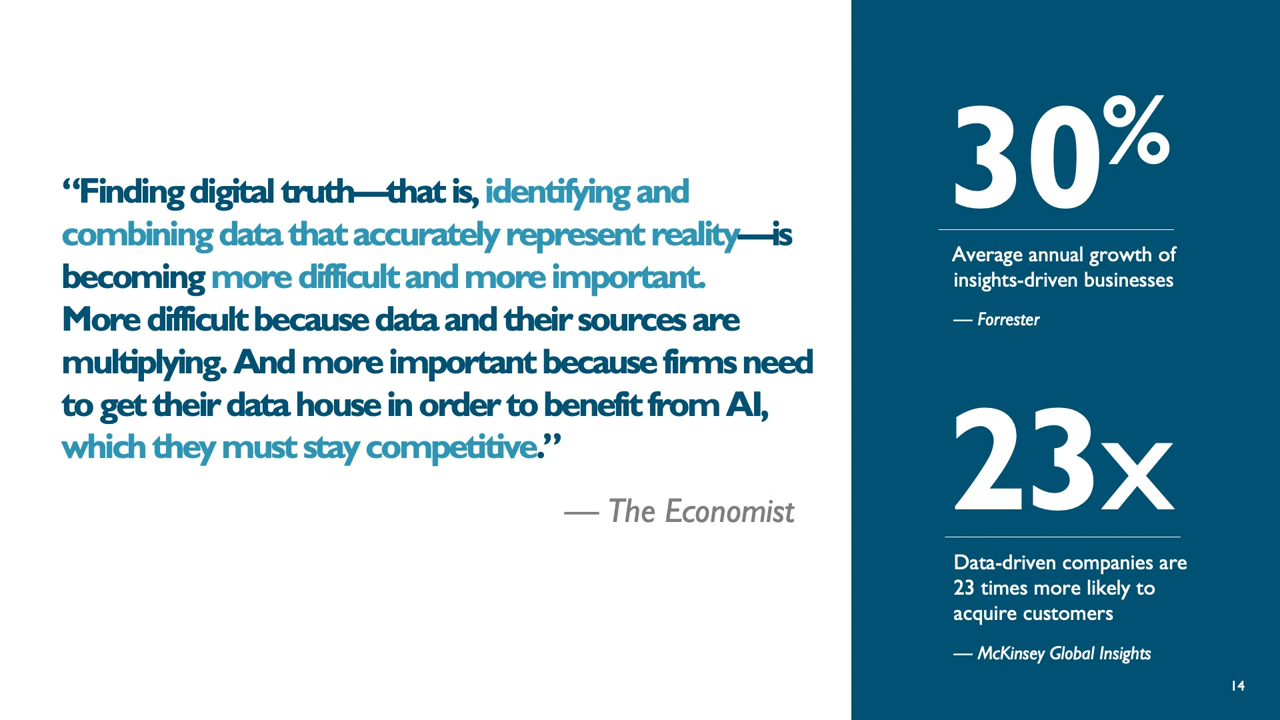 “Finding digital truth—that is, identifying and
combining data that accurately represent reality—is
becoming more difficult and more important.
More difficult because data and their sources are
multiplying. And more important because firms need
to get their data house in order to benefit from AI,
which they must stay competitive.”
— The Economist
30%
Average annual growth of
insights-driven businesses
— Forrester
23x
Data-driven companies are
23 times more likely to
acquire customers
— McKinsey Global Insights
14